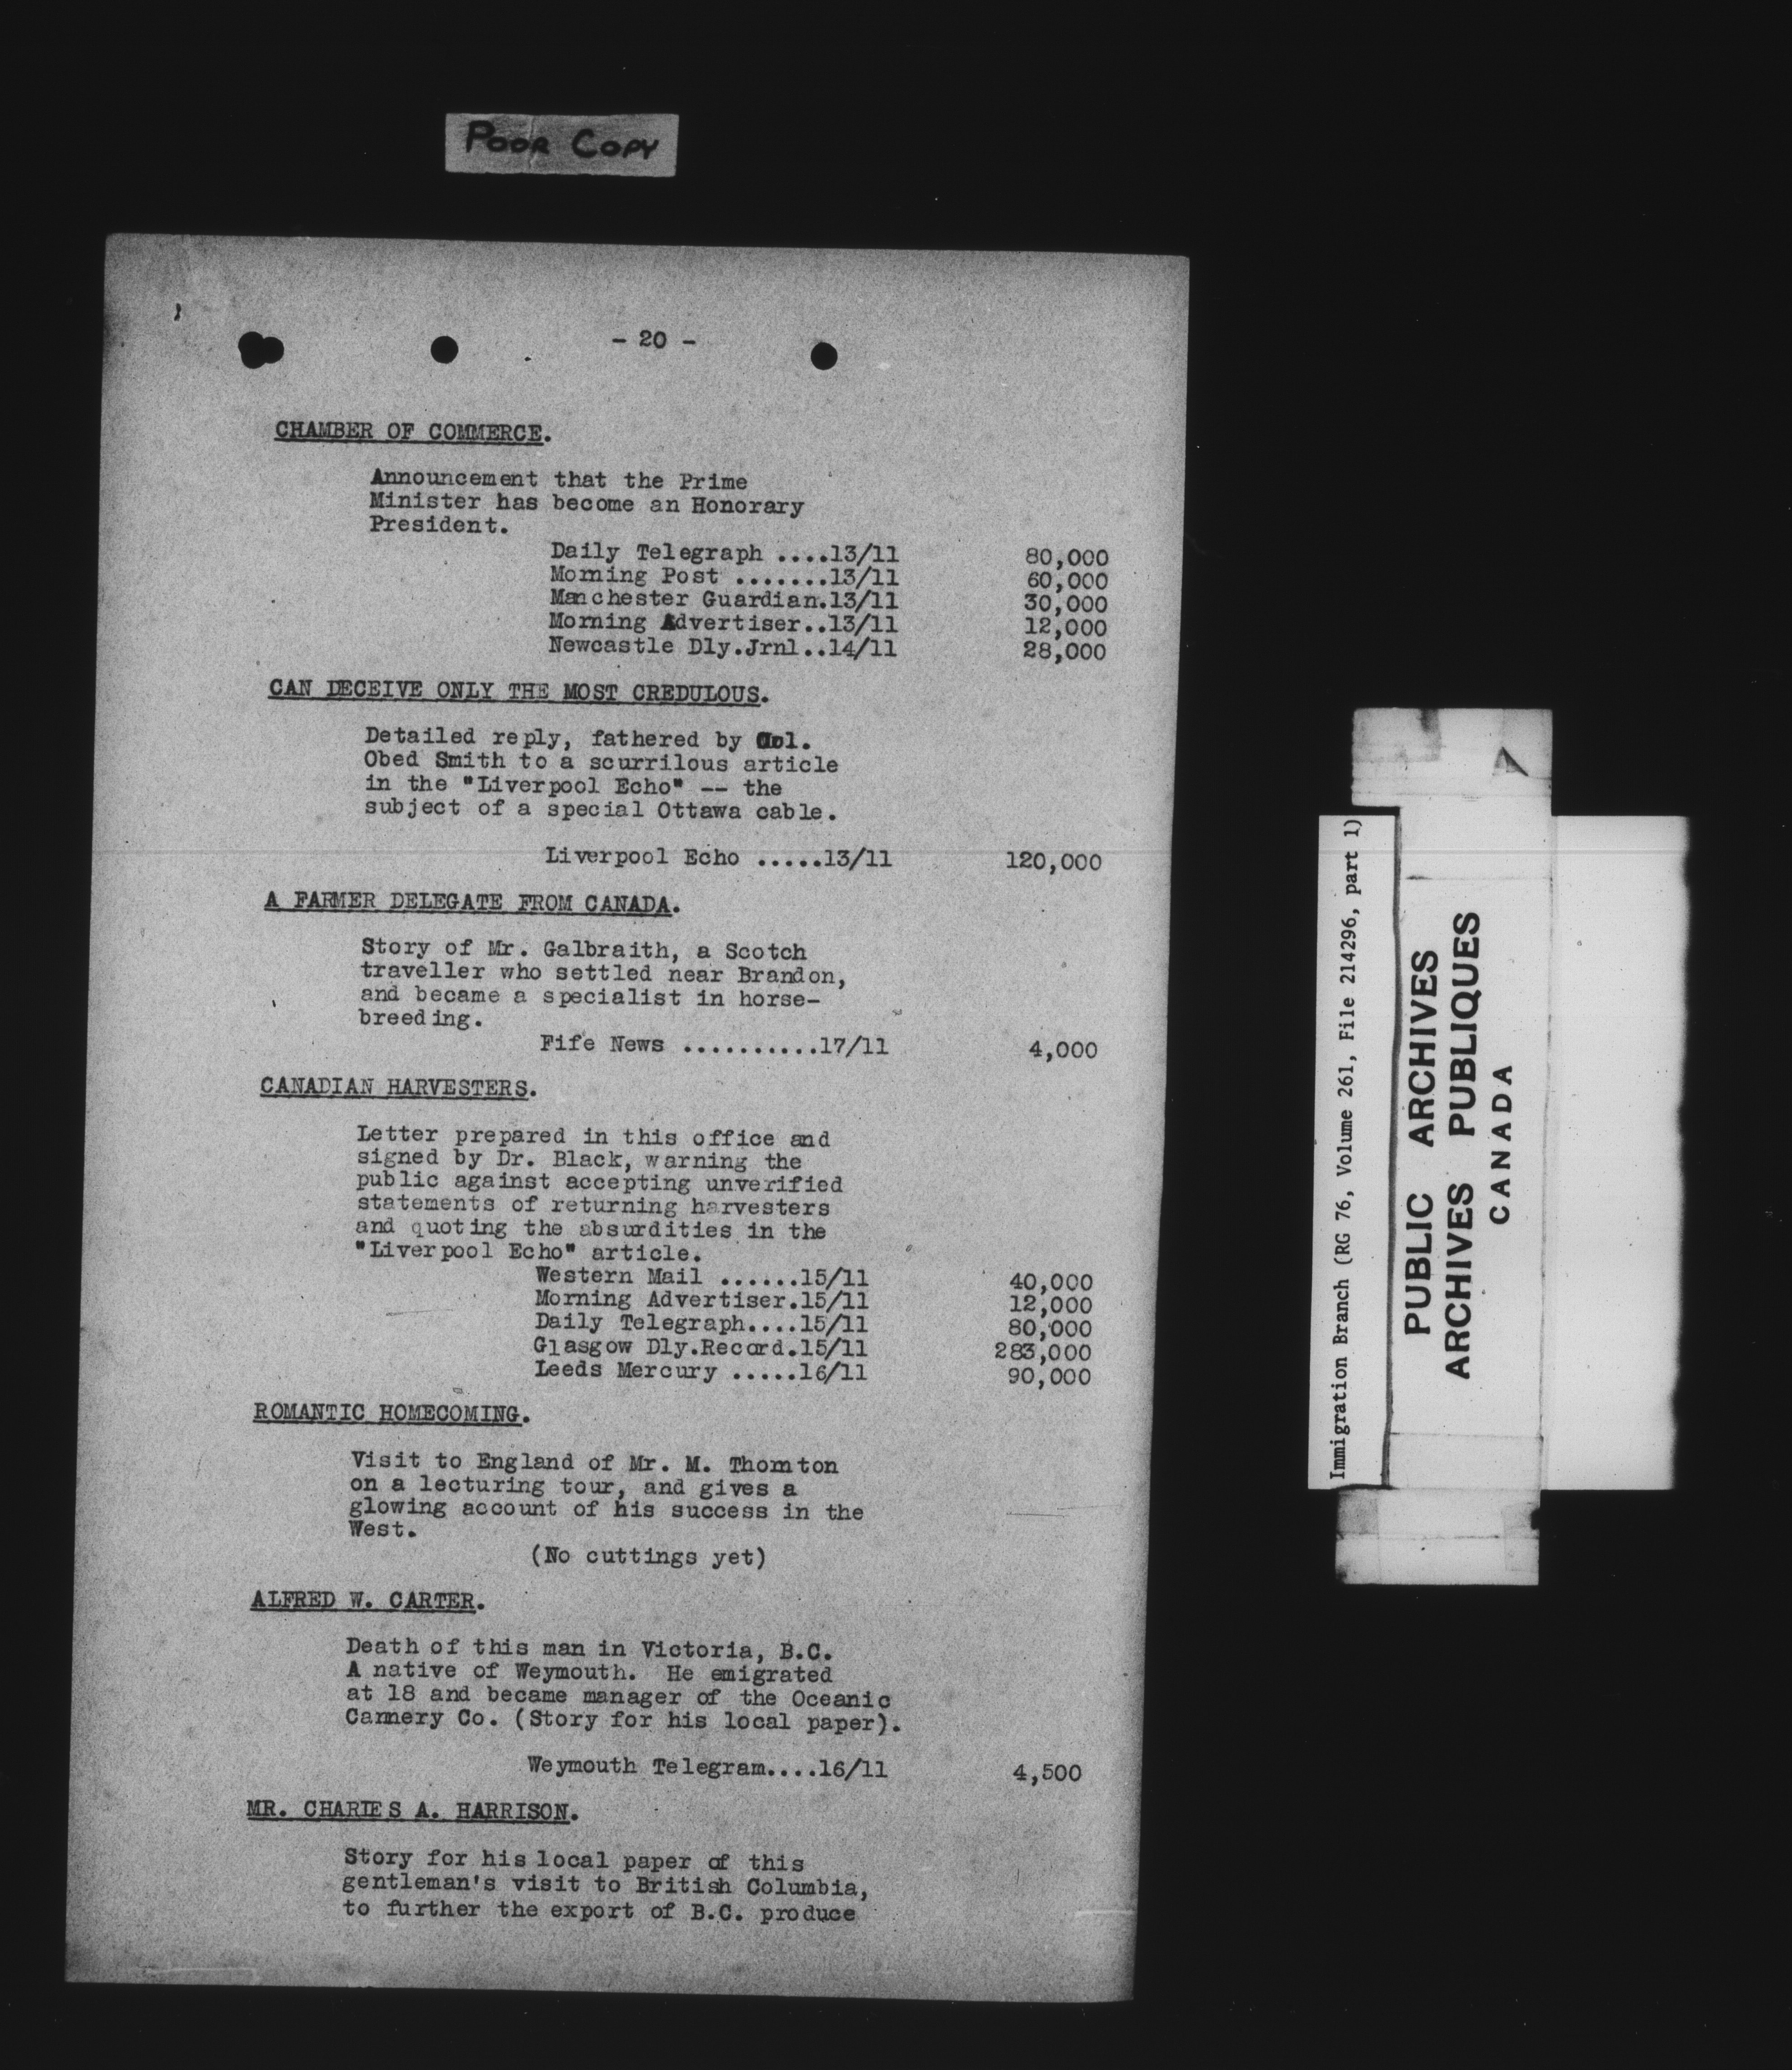 POOR COPY
- 20 -
CHAMBER OF COMMERCE.
Announcement that the Prime
Minister has become an Honorary
President.
Daily Telegraph ....13/11 80,000
Morning Post .......13/11 60,000
Manchester Guardian.13/11 30,000
Morning Advertiser..13/11 12,000
Newcastle Dly.Jrnl..14/11 28,000
CAN DECEIVE ONLY THE MOST CREDULOUS.
Detailed reply, fathered by Col.
Obed Smith to a scurrilous article
in the "Liverpool Echo" -- the
subject of a special Ottawa cable.
Liverpool Echo .....13/11 120,000
A FARMER DELEGATE FROM CANADA.
Story of Mr. Galbraith, a Scotch
traveller who settled near Brandon,
and became a specialist in horse-
breeding.
Fife News ..........17/11 4,000
CANADIAN HARVESTERS.
Letter prepared in this office and
signed by Dr. Black, warning the
public against accepting unverified
statements of returning harvesters
and quoting the absurdities in the
"Liverpool Echo" article.
Western Mail ......15/11 40,000
Morning Advertiser.15/11 12,000
Daily Telegraph....15/11 80,000
Glasgow Dly.Record.15/11 283,000
Leeds Mercury .....16/11 90,000
ROMANTIC HOMECOMING.
Visit to England of Mr. M. Thornton
on a lecturing tour, and gives a
glowing account of his success in the
West.
(No cuttings yet)
ALFRED W. CARTER.
Death of this man in Victoria, B.C.
A native of Weymouth. He emigrated
at 18 and became manager of the Oceanic
Cannery Co. (Story for his local paper).
Weymouth Telegram....16/11 4,500
MR. CHARLES A. HARRISON.
Story for his local paper of this
gentleman's visit to British Columbia,
to further the export of B.C. produce
Immigration Branch (RG 76, Volume 261, File 214296, part 1)
PUBLIC ARCHIVES
ARCHIVES PUBLIQUES
CANADA